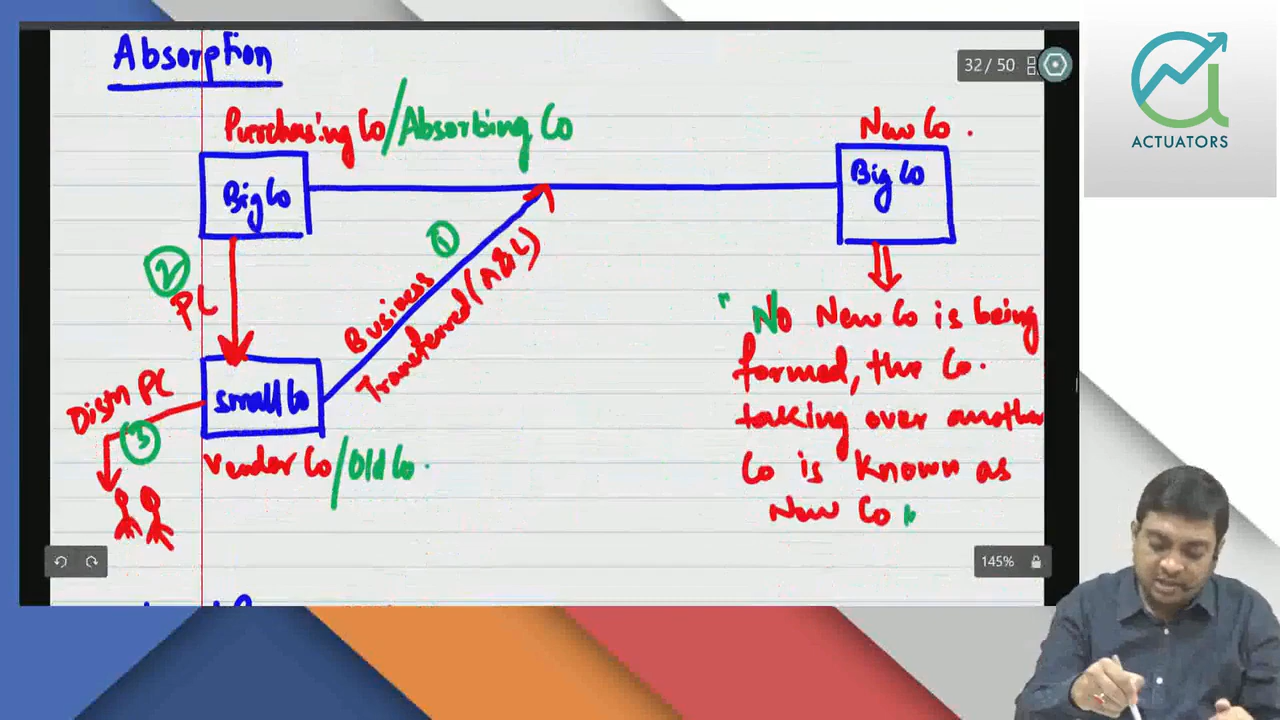 Absorption
32 / 50
ACTUATORS
Purchasing Co/Absorbing Co
New Co.
Big Co
Big Co
①
②
PC
Business
Transferred (A&L)
" No New Co is being
formed, the Co.
taking over another
Co is known as
New Co "
Small Co
Distn PC
③
Vendor Co/Old Co.
145%